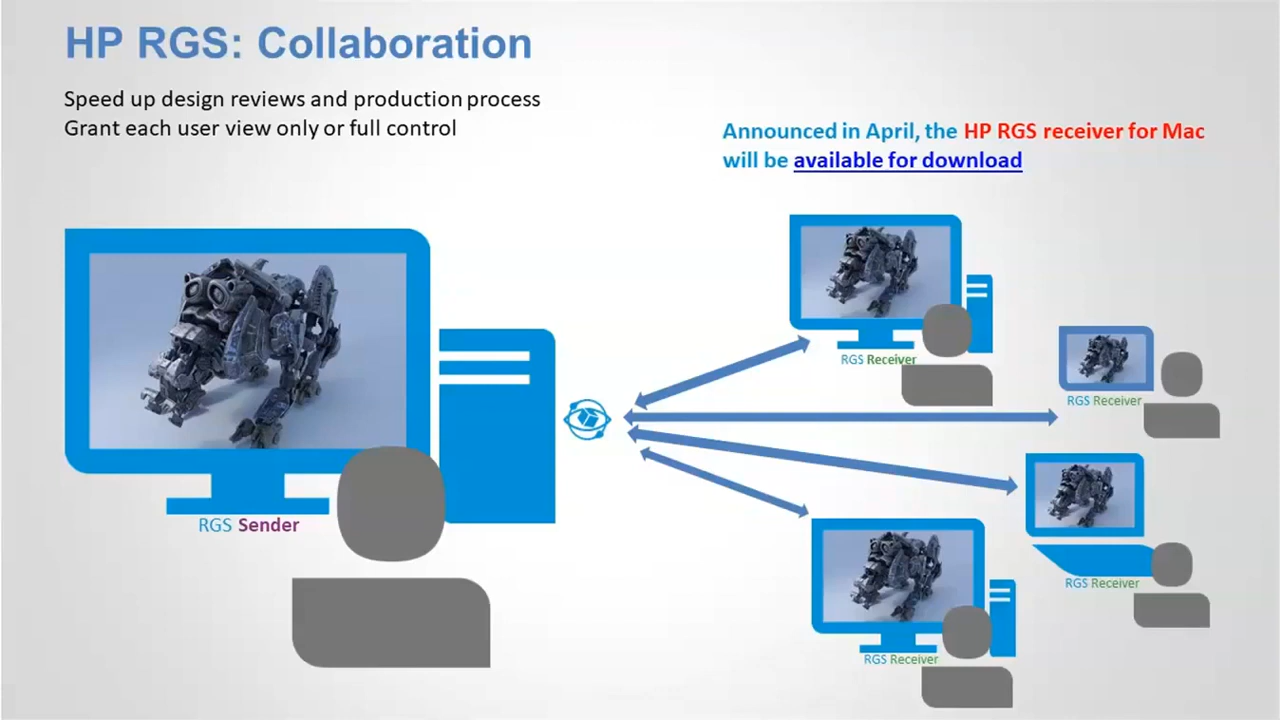 HP RGS: Collaboration
Speed up design reviews and production process
Grant each user view only or full control
Announced in April, the HP RGS receiver for Mac
will be available for download
RGS Receiver
RGS Receiver
RGS Sender
RGS Receiver
RGS Receiver